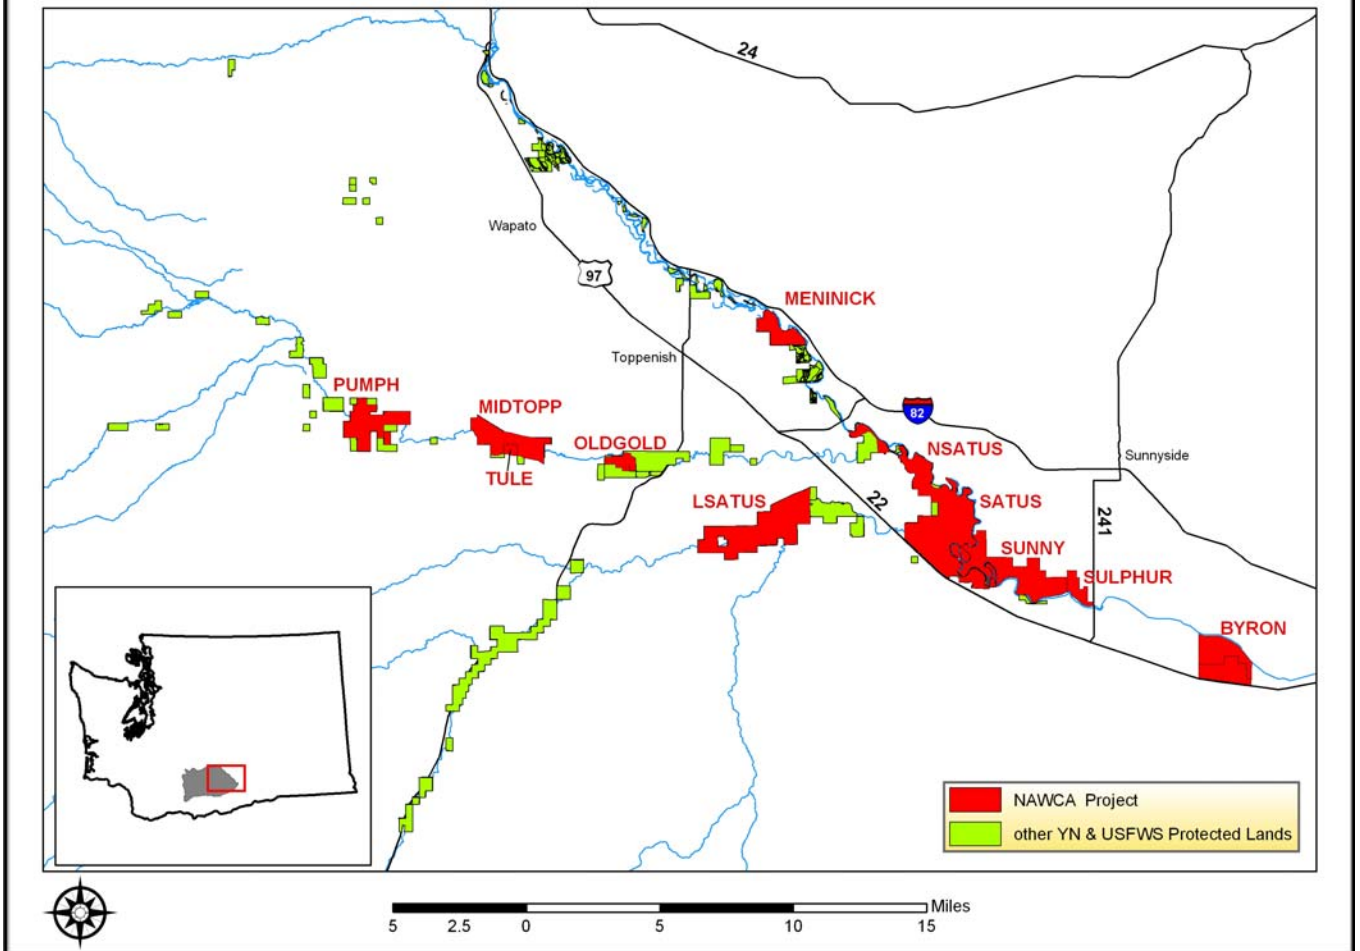 24
Wapato
97
MENINICK
Toppenish
PUMPH
MIDTOPP
82
OLDGOLD
NSATUS
Sunnyside
TULE
LSATUS
22
SATUS
241
SUNNY
SULPHUR
BYRON
NAWCA Project
other YN & USFWS Protected Lands
Miles
5 2.5 0 5 10 15